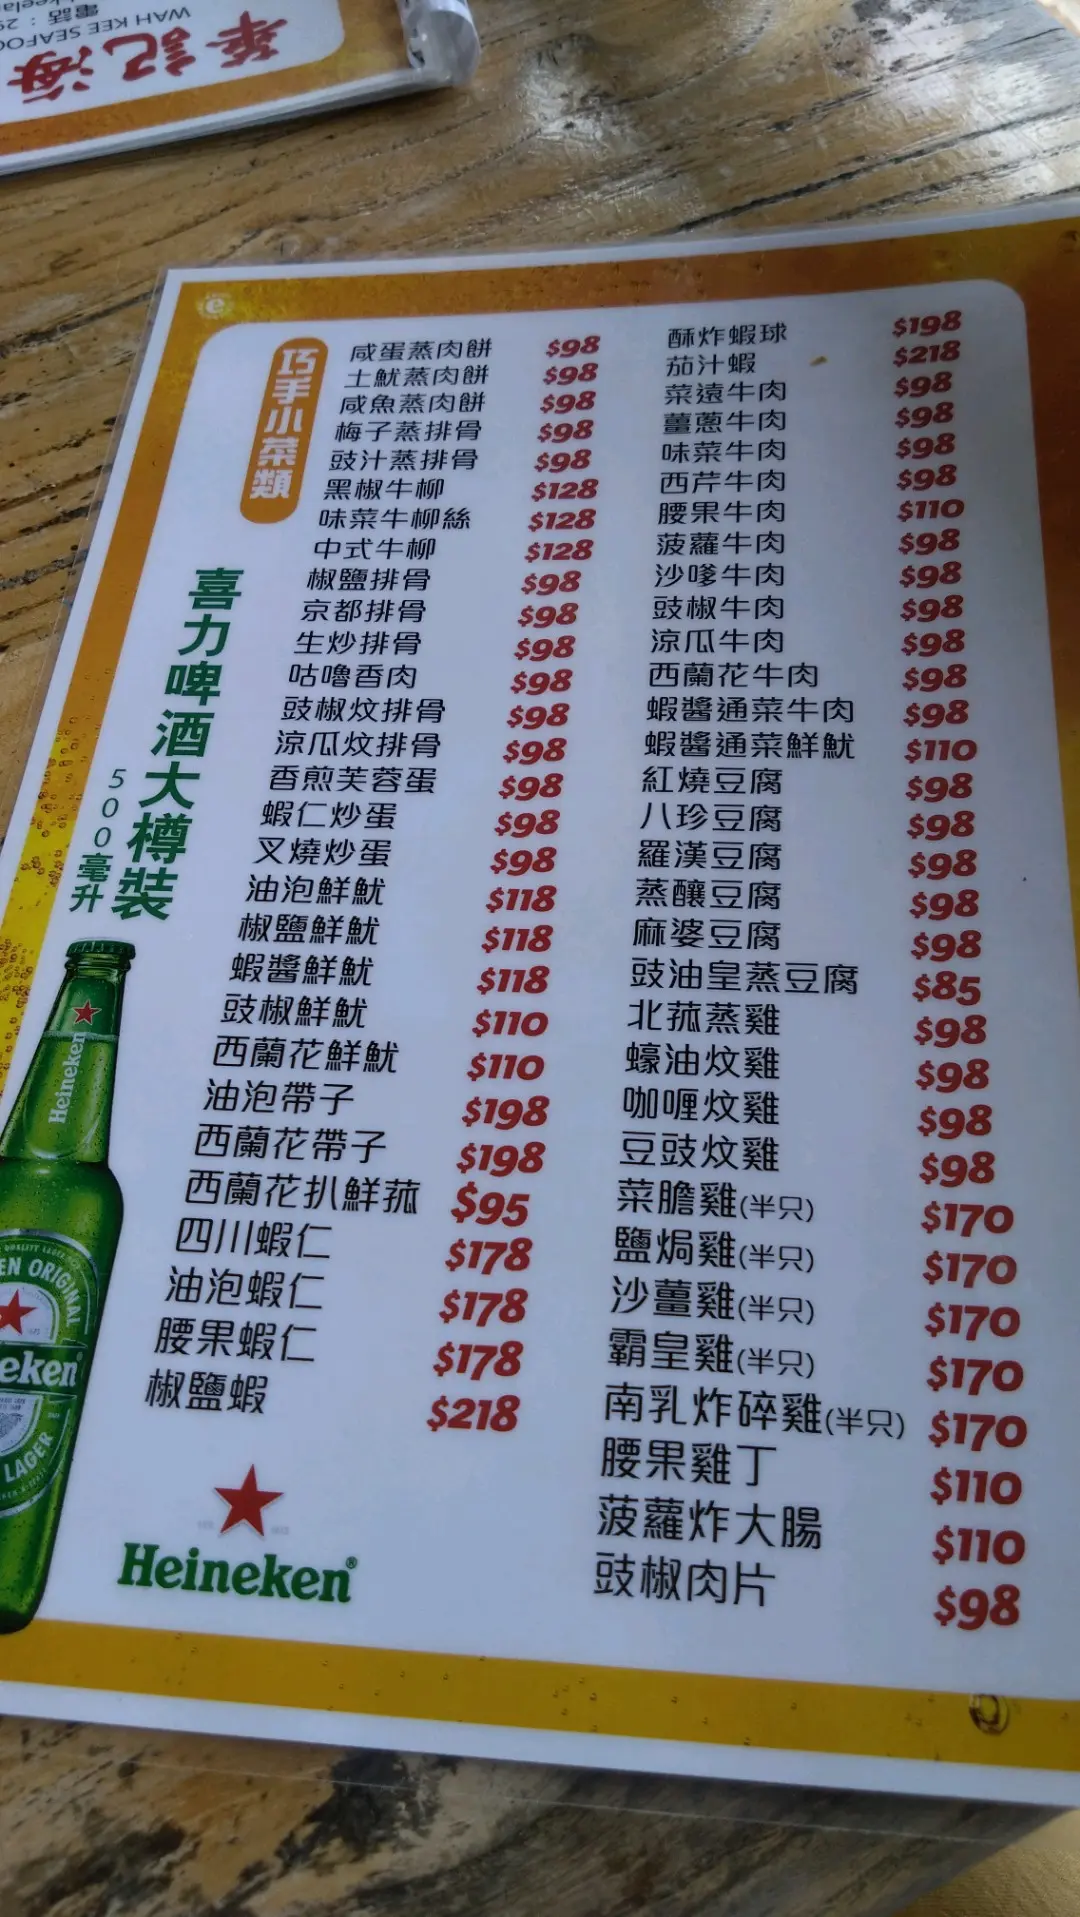 華記海
WAH KEE SEAFOO
電話：29
巧手小菜類
咸蛋蒸肉餅 $98
土魷蒸肉餅 $98
咸魚蒸肉餅 $98
梅子蒸排骨 $98
豉汁蒸排骨 $98
黑椒牛柳 $128
味菜牛柳絲 $128
中式牛柳 $128
椒鹽排骨 $98
京都排骨 $98
生炒排骨 $98
咕嚕香肉 $98
豉椒炆排骨 $98
涼瓜炆排骨 $98
香煎芙蓉蛋 $98
蝦仁炒蛋 $98
叉燒炒蛋 $98
油泡鮮魷 $118
椒鹽鮮魷 $118
蝦醬鮮魷 $118
豉椒鮮魷 $110
西蘭花鮮魷 $110
油泡帶子 $198
西蘭花帶子 $198
西蘭花扒鮮菰 $95
四川蝦仁 $178
油泡蝦仁 $178
腰果蝦仁 $178
椒鹽蝦 $218
酥炸蝦球 $198
茄汁蝦 $218
菜遠牛肉 $98
薑蔥牛肉 $98
味菜牛肉 $98
西芹牛肉 $98
腰果牛肉 $110
菠蘿牛肉 $98
沙嗲牛肉 $98
豉椒牛肉 $98
涼瓜牛肉 $98
西蘭花牛肉 $98
蝦醬通菜牛肉 $98
蝦醬通菜鮮魷 $110
紅燒豆腐 $98
八珍豆腐 $98
羅漢豆腐 $98
蒸釀豆腐 $98
麻婆豆腐 $98
豉油皇蒸豆腐 $85
北菰蒸雞 $98
蠔油炆雞 $98
咖喱炆雞 $98
豆豉炆雞 $98
菜膽雞(半只) $170
鹽焗雞(半只) $170
沙薑雞(半只) $170
霸皇雞(半只) $170
南乳炸碎雞(半只) $170
腰果雞丁 $110
菠蘿炸大腸 $110
豉椒肉片 $98
喜力啤酒大樽裝
500毫升
Heineken
EN ORIGINAL
eken
LAGER
Heineken®